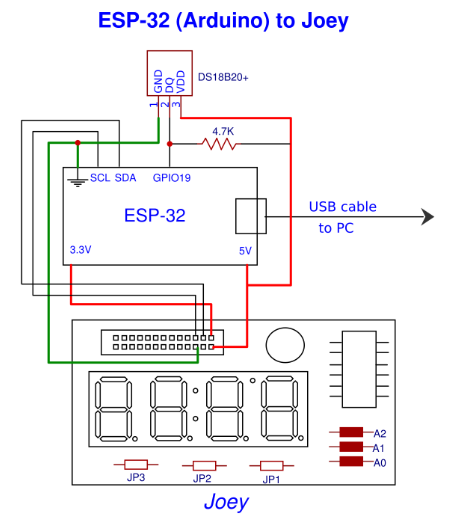 ESP-32 (Arduino) to Joey
GND
DQ
VDD
DS18B20+
1
2
3
4.7K
SCL SDA
GPIO19
ESP-32
USB cable
to PC
3.3V
5V
A2
A1
A0
JP3
JP2
JP1
Joey